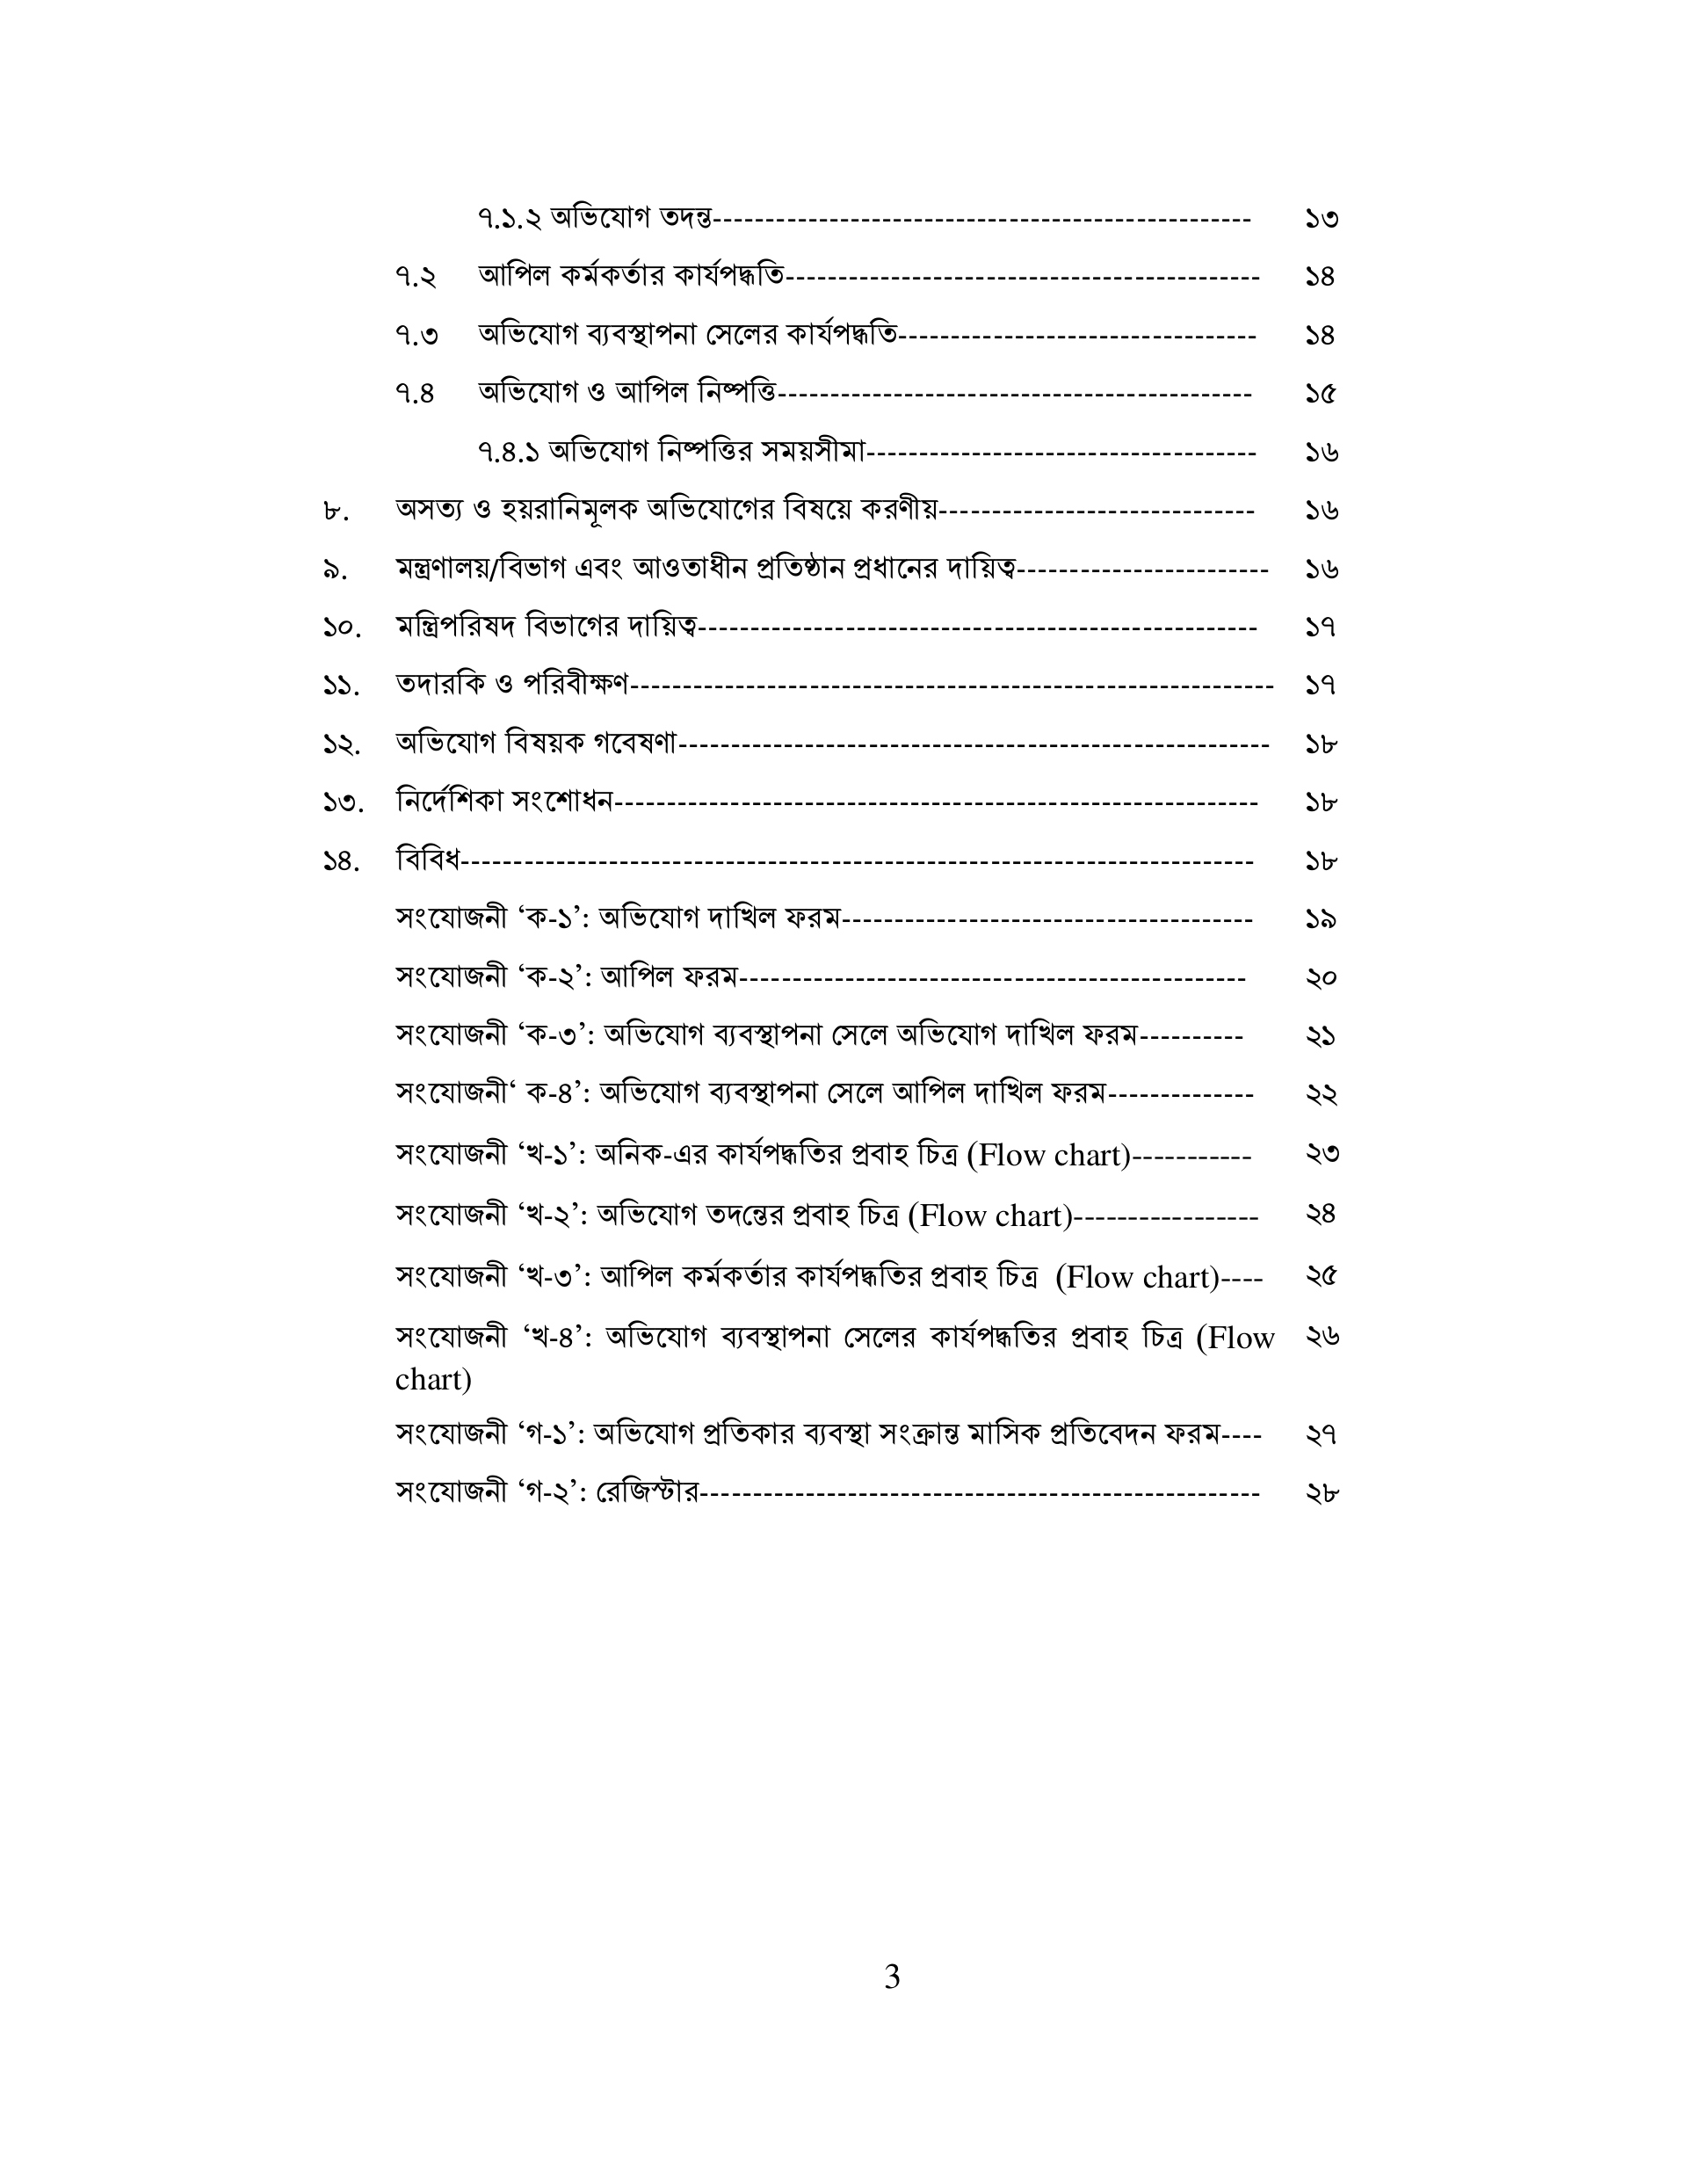 ৭.১.২ অভিযোগ তদন্ত--------------------------------------------------- ১৩
৭.২ আপিল কর্মকর্তার কার্যপদ্ধতি--------------------------------------------- ১৪
৭.৩ অভিযোগ ব্যবস্থাপনা সেলের কার্যপদ্ধতি---------------------------------- ১৪
৭.৪ অভিযোগ ও আপিল নিষ্পত্তি--------------------------------------------- ১৫
৭.৪.১ অভিযোগ নিষ্পত্তির সময়সীমা------------------------------------- ১৬
৮. অসত্য ও হয়রানিমূলক অভিযোগের বিষয়ে করণীয়------------------------------ ১৬
৯. মন্ত্রণালয়/বিভাগ এবং আওতাধীন প্রতিষ্ঠান প্রধানের দায়িত্ব------------------------ ১৬
১০. মন্ত্রিপরিষদ বিভাগের দায়িত্ব----------------------------------------------------- ১৭
১১. তদারকি ও পরিবীক্ষণ------------------------------------------------------------- ১৭
১২. অভিযোগ বিষয়ক গবেষণা-------------------------------------------------------- ১৮
১৩. নির্দেশিকা সংশোধন------------------------------------------------------------- ১৮
১৪. বিবিধ--------------------------------------------------------------------------- ১৮
সংযোজনী ‘ক-১’: অভিযোগ দাখিল ফরম--------------------------------------- ১৯
সংযোজনী ‘ক-২’: আপিল ফরম------------------------------------------------ ২০
সংযোজনী ‘ক-৩’: অভিযোগ ব্যবস্থাপনা সেলে অভিযোগ দাখিল ফরম---------- ২১
সংযোজনী‘ ক-৪’: অভিযোগ ব্যবস্থাপনা সেলে আপিল দাখিল ফরম-------------- ২২
সংযোজনী ‘খ-১’: অনিক-এর কার্যপদ্ধতির প্রবাহ চিত্র (Flow chart)----------- ২৩
সংযোজনী ‘খ-২’: অভিযোগ তদন্তের প্রবাহ চিত্র (Flow chart)----------------- ২৪
সংযোজনী ‘খ-৩’: আপিল কর্মকর্তার কার্যপদ্ধতির প্রবাহ চিত্র (Flow chart)---- ২৫
সংযোজনী ‘খ-৪’: অভিযোগ ব্যবস্থাপনা সেলের কার্যপদ্ধতির প্রবাহ চিত্র (Flow ২৬
chart)
সংযোজনী ‘গ-১’: অভিযোগ প্রতিকার ব্যবস্থা সংক্রান্ত মাসিক প্রতিবেদন ফরম---- ২৭
সংযোজনী ‘গ-২’: রেজিস্টার----------------------------------------------------- ২৮
3